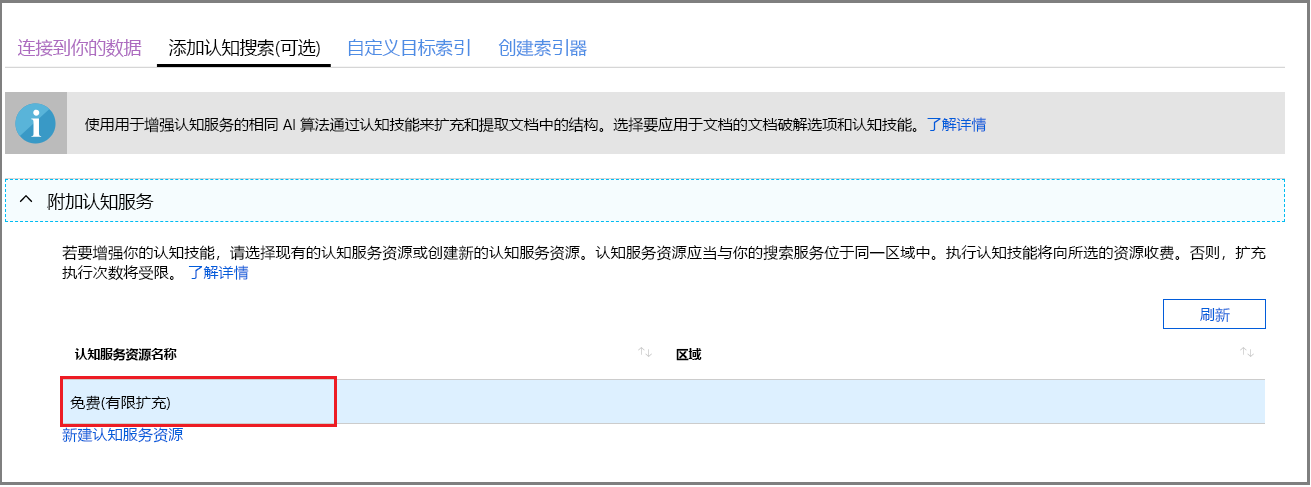 连接到你的数据 添加认知搜索(可选) 自定义目标索引 创建索引器
使用用于增强认知服务的相同 AI 算法通过认知技能来扩充和提取文档中的结构。选择要应用于文档的文档破解选项和认知技能。了解详情
附加认知服务
若要增强你的认知技能，请选择现有的认知服务资源或创建新的认知服务资源。认知服务资源应当与你的搜索服务位于同一区域中。执行认知技能将向所选的资源收费。否则，扩充
执行次数将受限。 了解详情
刷新
认知服务资源名称 区域
免费(有限扩充)
新建认知服务资源